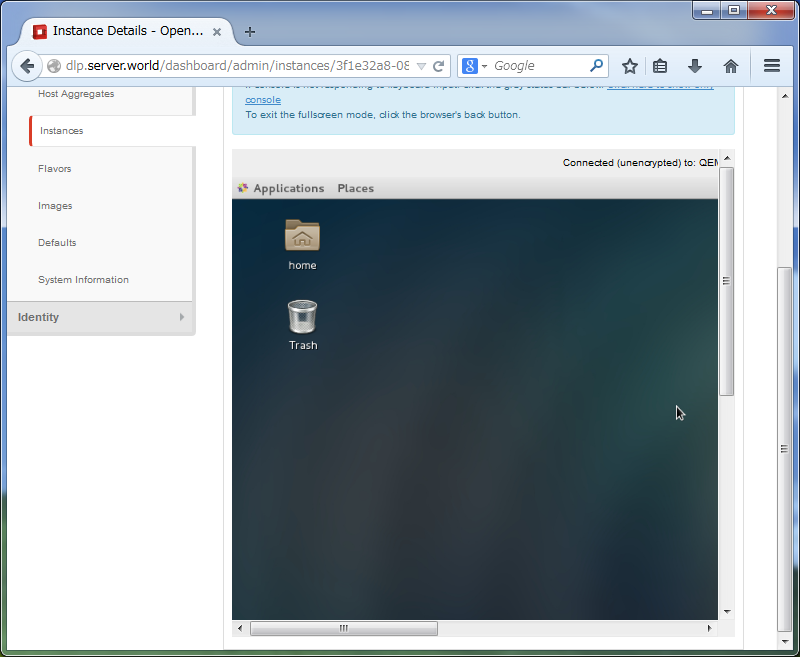 Instance Details - Open...
dlp.server.world/dashboard/admin/instances/3f1e32a8-08
Google
Host Aggregates
Instances
Flavors
Images
Defaults
System Information
Identity
console
To exit the fullscreen mode, click the browser's back button.
Connected (unencrypted) to: QEM
Applications Places
home
Trash